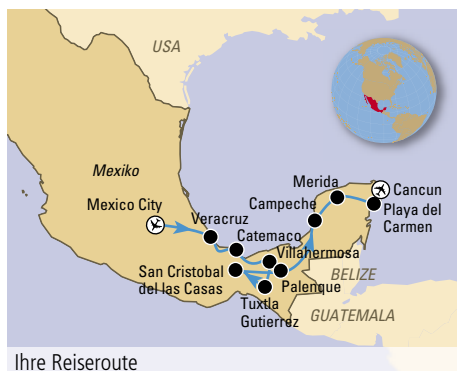 USA
Mexiko
Mexico City
Veracruz
Catemaco
Villahermosa
Campeche
Merida
Cancun
Playa del
Carmen
San Cristobal
del las Casas
Palenque
Tuxtla
Gutierrez
BELIZE
GUATEMALA
Ihre Reiseroute